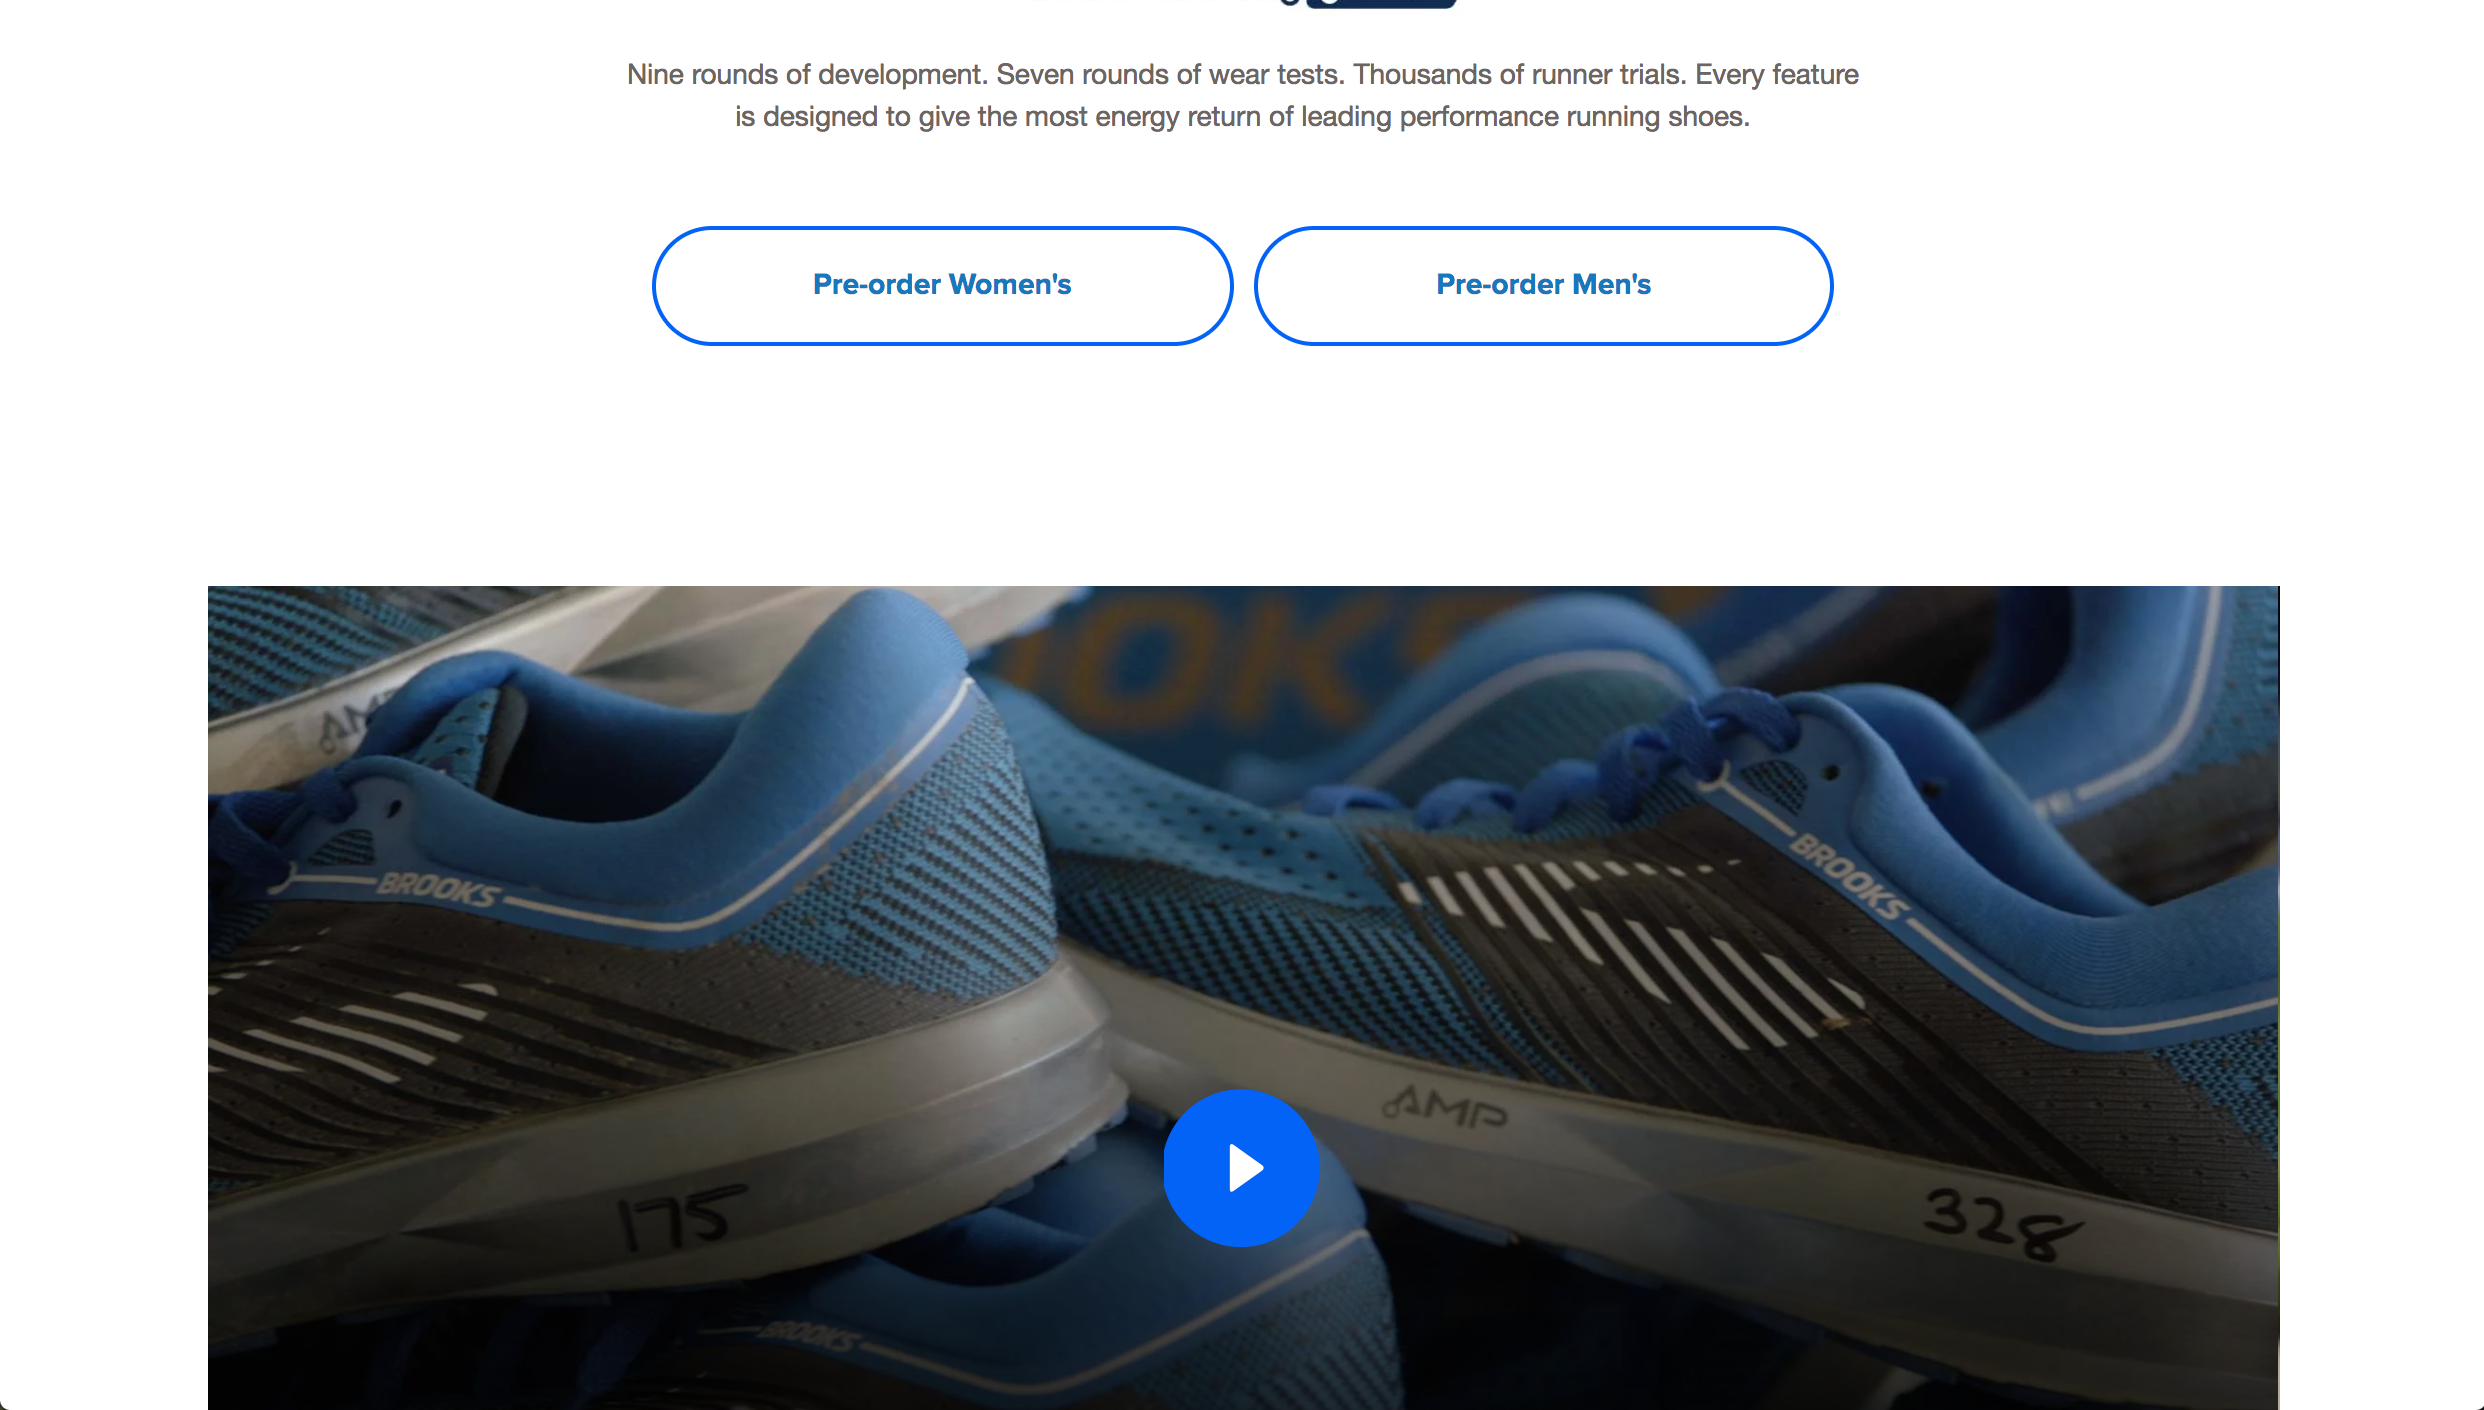 Nine rounds of development. Seven rounds of wear tests. Thousands of runner trials. Every feature
is designed to give the most energy return of leading performance running shoes.
Pre-order Women's
Pre-order Men's
OKS
AMP
BROOKS
BROOKS
AMP
175
328
BROOKS